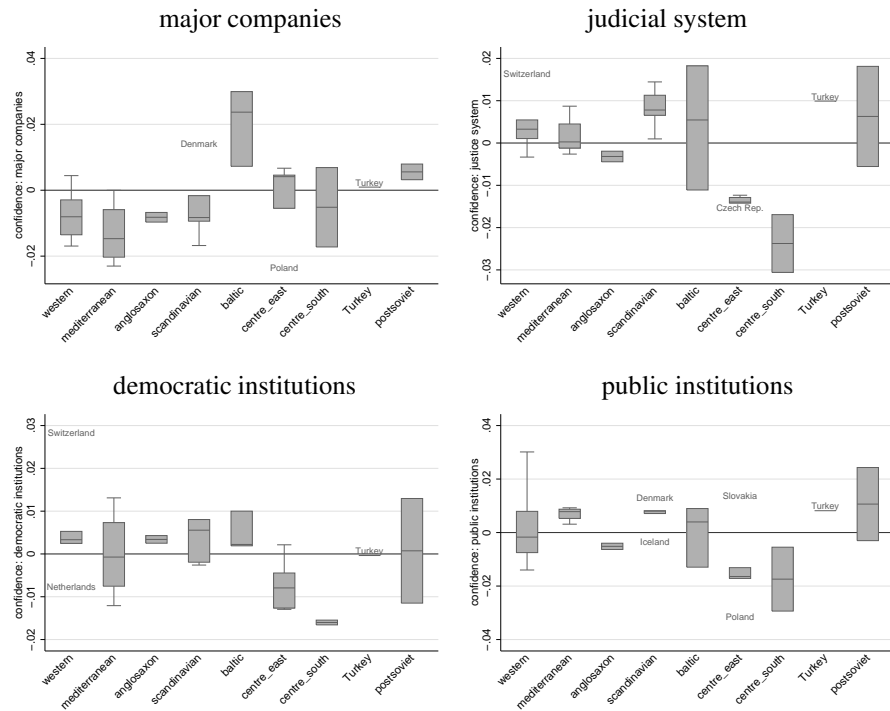 major companies
confidence: major companies
.04
.02
0
-.02
Denmark
Turkey
Poland
western
mediterranean
anglosaxon
scandinavian
baltic
centre_east
centre_south
Turkey
postsoviet
judicial system
confidence: justice system
.02
.01
0
-.01
-.02
-.03
Switzerland
Turkey
Czech Rep.
western
mediterranean
anglosaxon
scandinavian
baltic
centre_east
centre_south
Turkey
postsoviet
democratic institutions
confidence: democratic institutions
.03
.02
.01
0
-.01
-.02
Switzerland
Turkey
Netherlands
western
mediterranean
anglosaxon
scandinavian
baltic
centre_east
centre_south
Turkey
postsoviet
public institutions
confidence: public institutions
.04
.02
0
-.02
-.04
Denmark
Slovakia
Turkey
Iceland
Poland
western
mediterranean
anglosaxon
scandinavian
baltic
centre_east
centre_south
Turkey
postsoviet